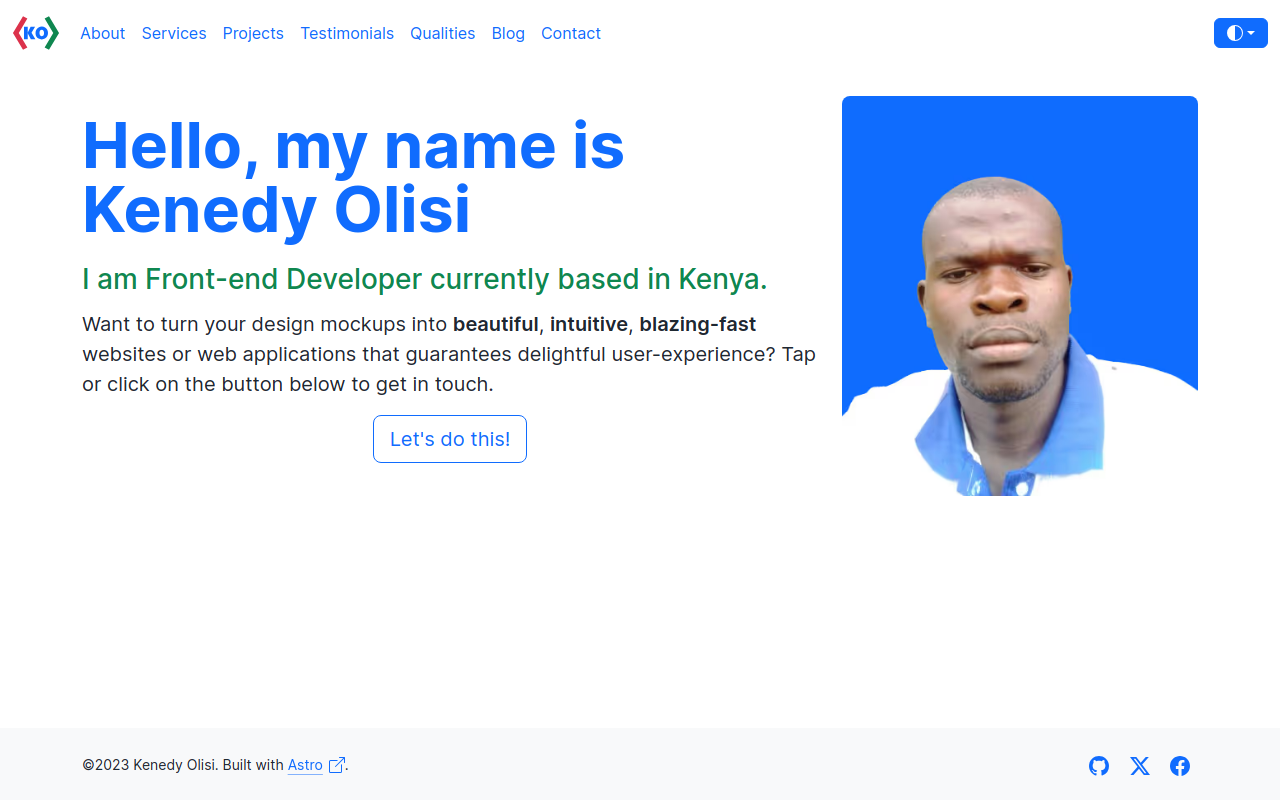 KO
About Services Projects Testimonials Qualities Blog Contact
Hello, my name is
Kenedy Olisi
I am Front-end Developer currently based in Kenya.
Want to turn your design mockups into beautiful, intuitive, blazing-fast
websites or web applications that guarantees delightful user-experience? Tap
or click on the button below to get in touch.
Let's do this!
©2023 Kenedy Olisi. Built with Astro .